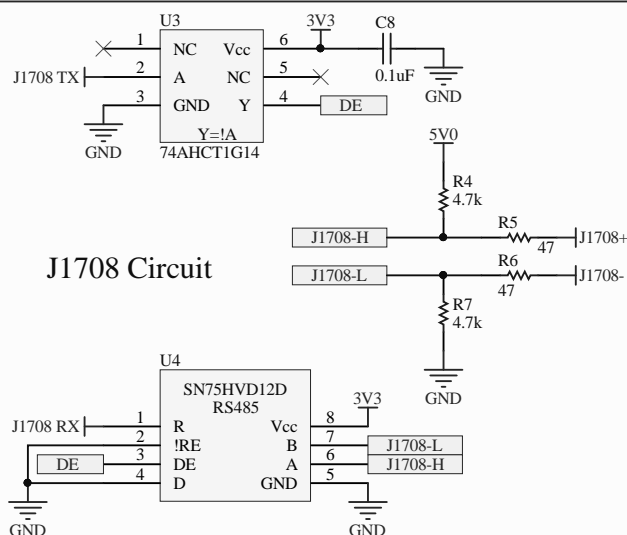 U3
3V3
C8
0.1uF
GND
1 NC Vcc 6
J1708 TX 2 A NC 5
3 GND Y 4 DE
Y=!A
74AHCT1G14
GND
5V0
R4
4.7k
J1708-H
R5
47
J1708+
J1708 Circuit
J1708-L
R6
47
J1708-
R7
4.7k
GND
U4
SN75HVD12D
RS485
3V3
J1708 RX 1 R Vcc 8
2 !RE B 7 J1708-L
DE 3 DE A 6 J1708-H
4 D GND 5
GND
GND